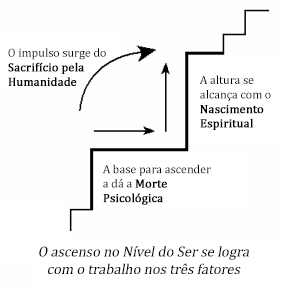 O impulso surge do
Sacrifício pela
Humanidade
A altura se
alcança com o
Nascimento
Espiritual
A base para ascender
a dá a Morte
Psicológica
O ascenso no Nível do Ser se logra
com o trabalho nos três fatores